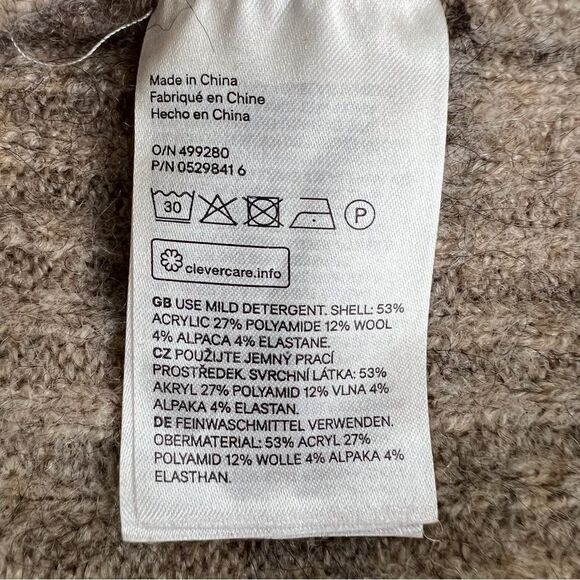 Made in China
Fabriqué en Chine
Hecho en China
O/N 499280
P/N 0529841 6
30
P
clevercare.info
GB USE MILD DETERGENT. SHELL: 53%
ACRYLIC 27% POLYAMIDE 12% WOOL
4% ALPACA 4% ELASTANE.
CZ POUŽIJTE JEMNÝ PRACÍ
PROSTŘEDEK. SVRCHNÍ LÁTKA: 53%
AKRYL 27% POLYAMID 12% VLNA 4%
ALPAKA 4% ELASTAN.
DE FEINWASCHMITTEL VERWENDEN.
OBERMATERIAL: 53% ACRYL 27%
POLYAMID 12% WOLLE 4% ALPAKA 4%
ELASTHAN.